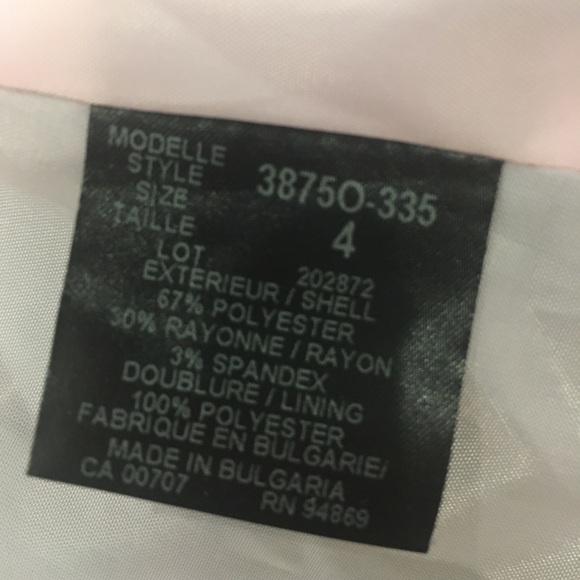 MODELLE
STYLE 3875O-335
SIZE
TAILLE 4
LOT 202872
EXTERIEUR / SHELL
67% POLYESTER
30% RAYONNE / RAYON
3% SPANDEX
DOUBLURE / LINING
100% POLYESTER
FABRIQUE EN BULGARIE/
MADE IN BULGARIA
CA 00707 RN 94869